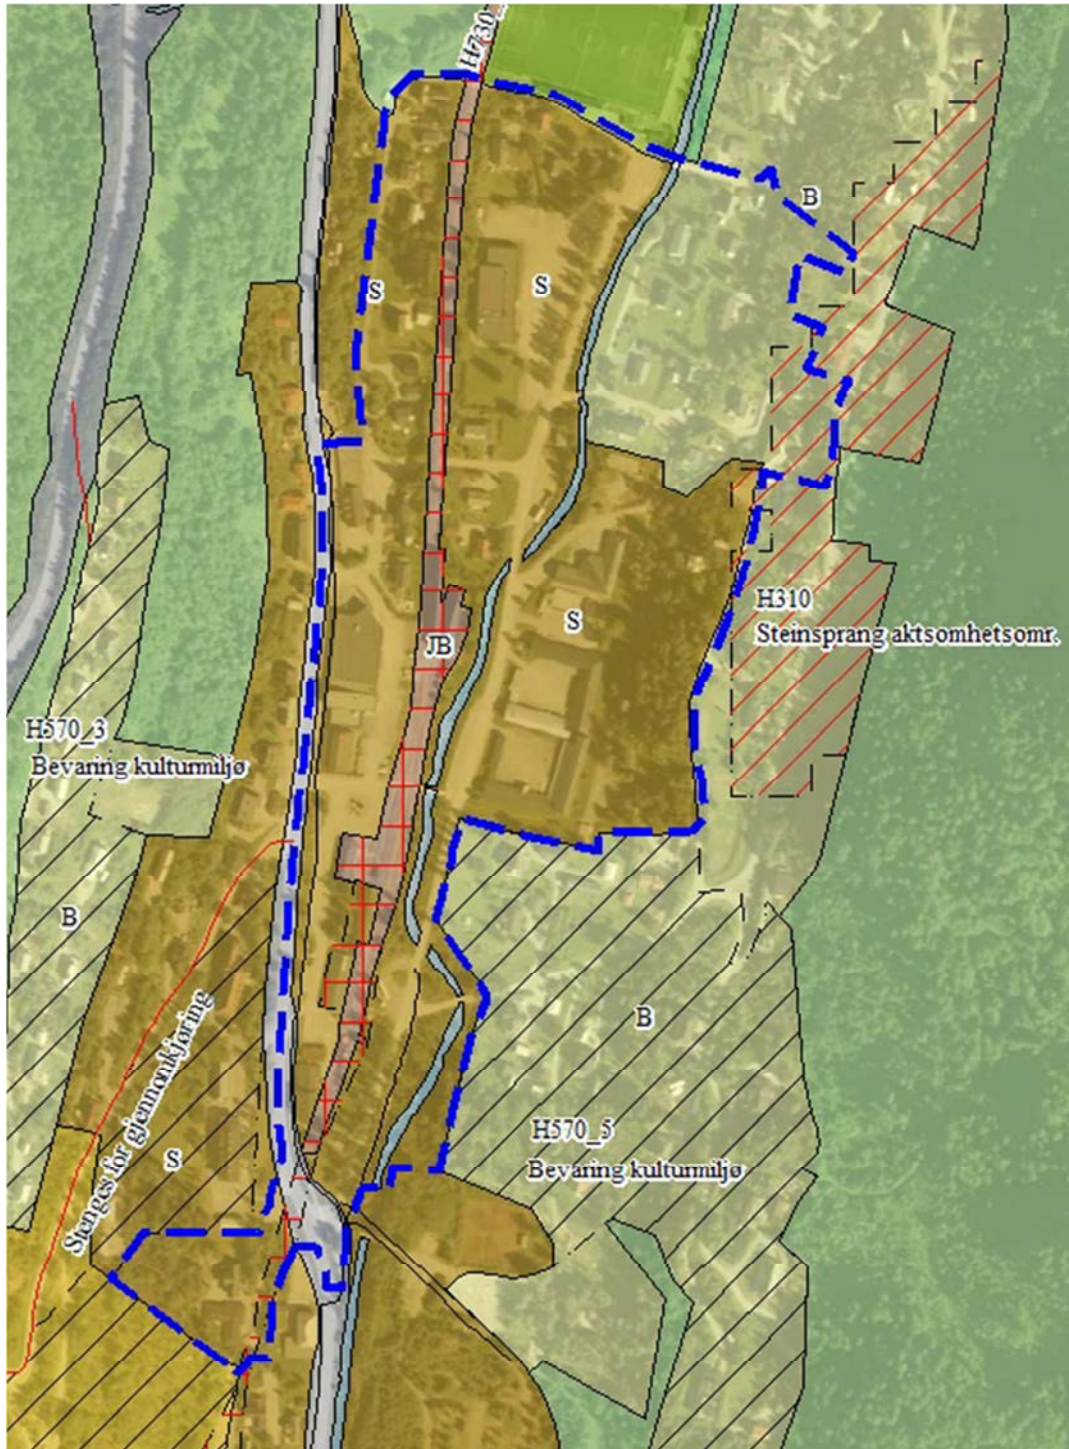 H730
B
S
S
H310
Steinsprang aktsomhetsomr.
S
JB
H570_3
Bevaring kulturmiljø
B
B
Stenges for gjennomkjøring
S
H570_5
Bevaring kulturmiljø